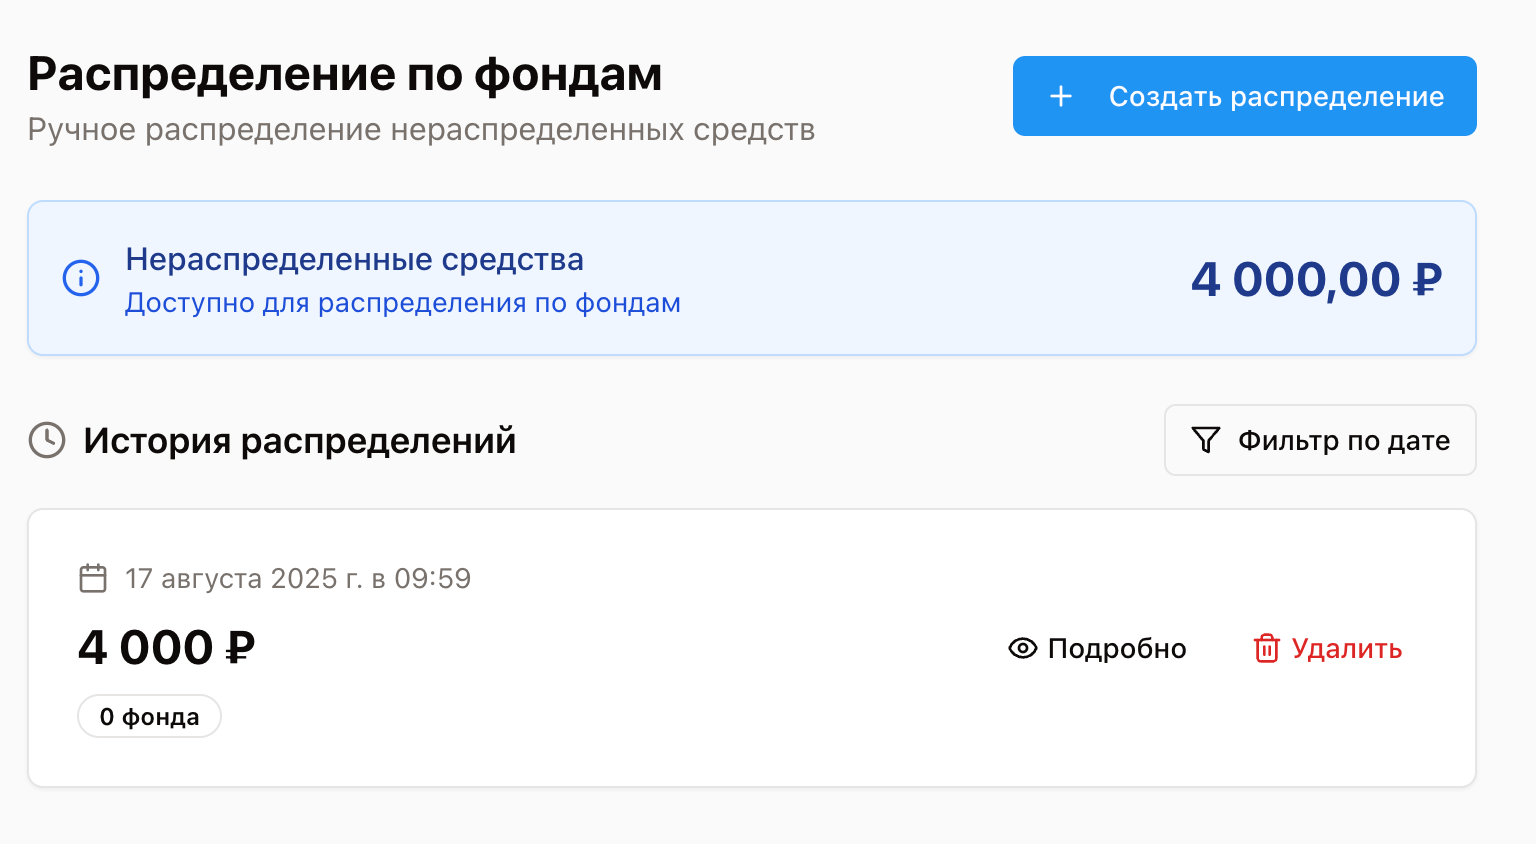 Распределение по фондам
Ручное распределение нераспределенных средств
Создать распределение
Нераспределенные средства
Доступно для распределения по фондам
4 000,00 ₽
История распределений
Фильтр по дате
17 августа 2025 г. в 09:59
4 000 ₽
Подробно
Удалить
0 фонда